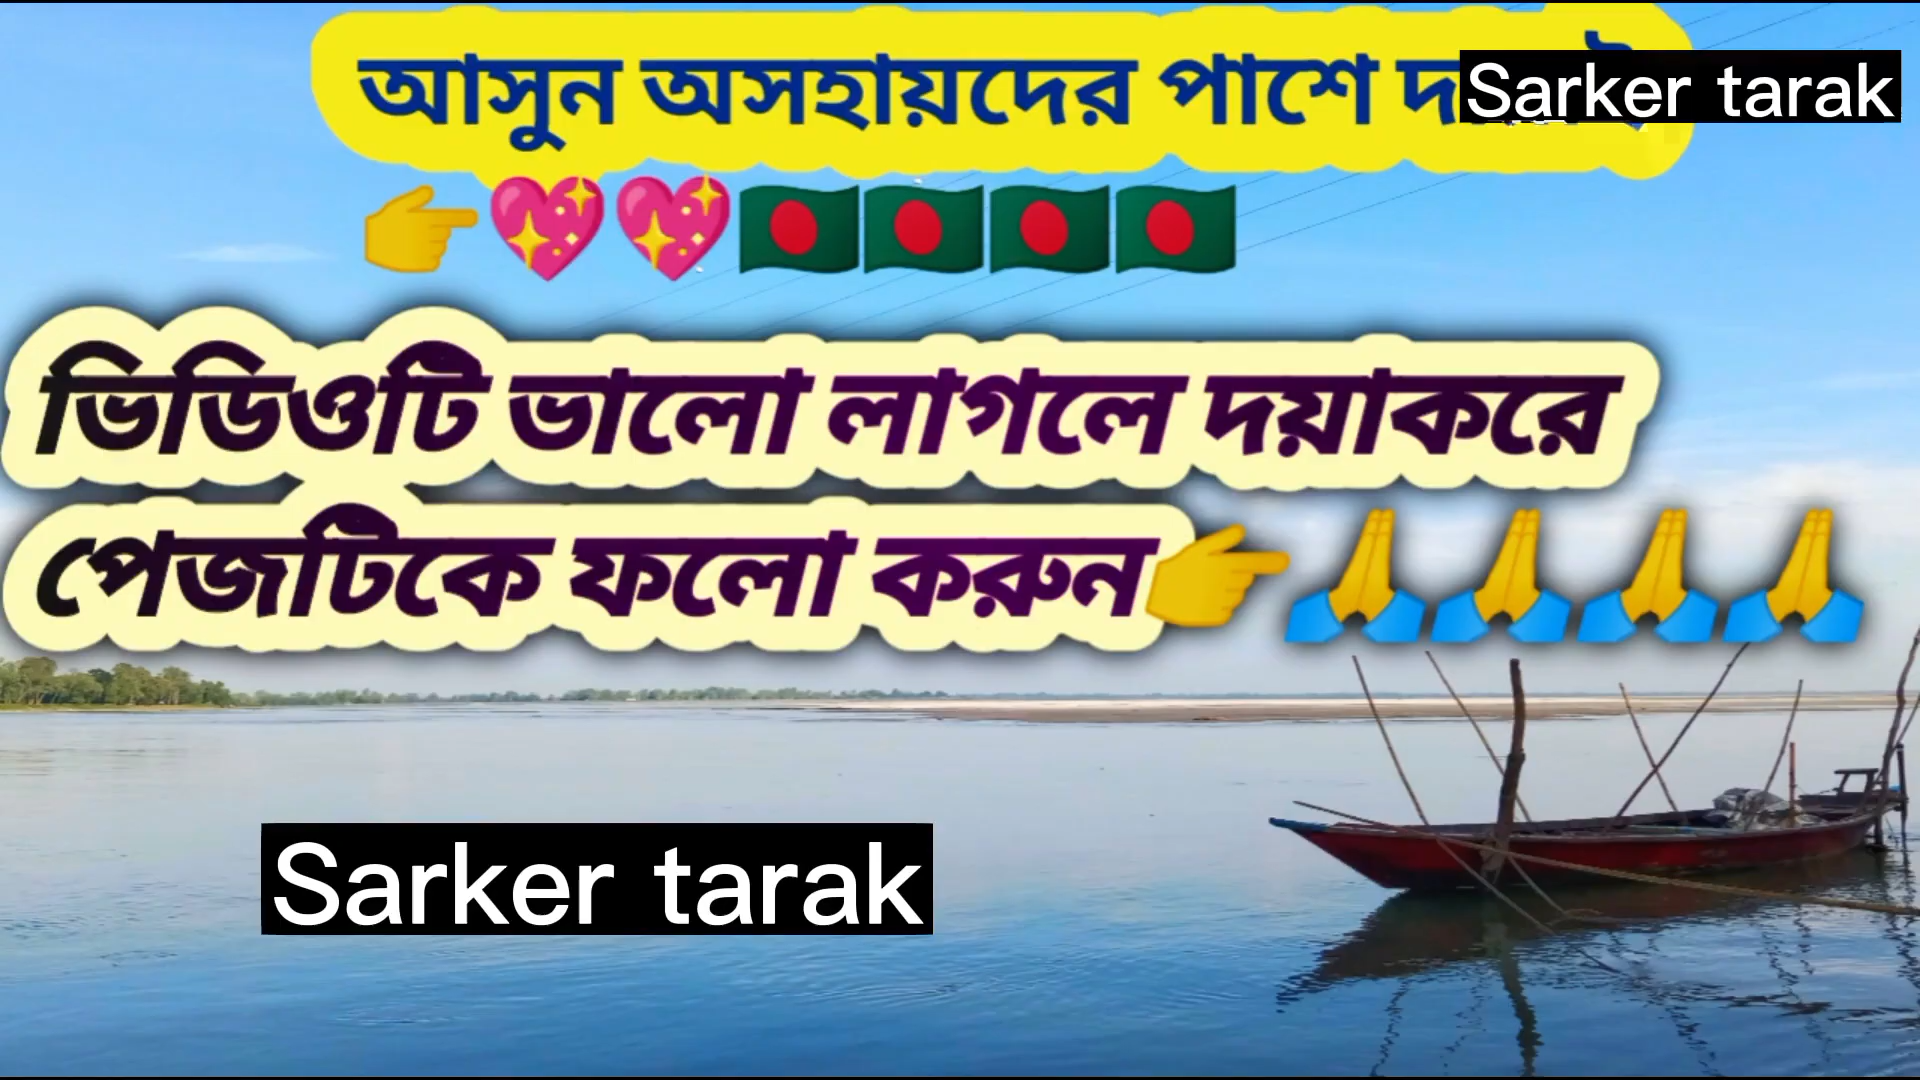 আসুন অসহায়দের পাশে
Sarker tarak
👉💖💖🇧🇩🇧🇩🇧🇩🇧🇩
ভিডিওটি ভালো লাগলে দয়াকরে
পেজটিকে ফলো করুন👉🙏🙏🙏🙏
Sarker tarak